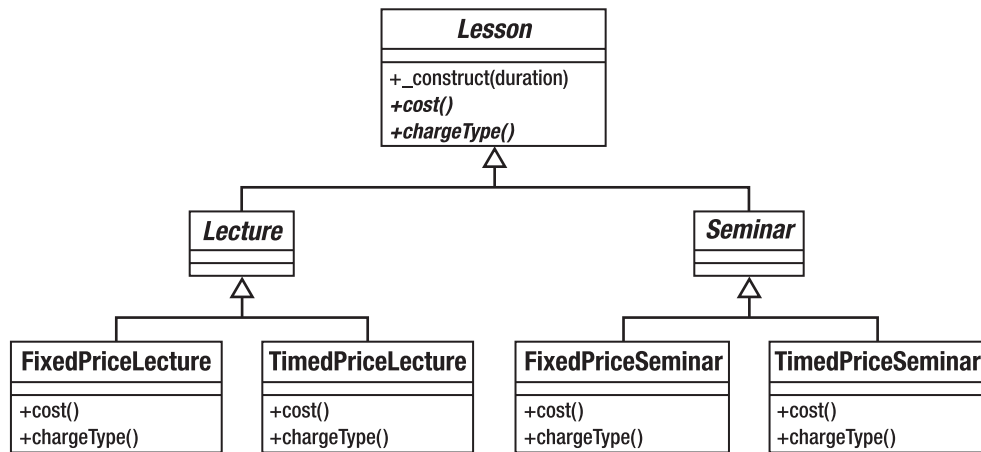 Lesson
+_construct(duration)
+cost()
+chargeType()
Lecture
Seminar
FixedPriceLecture
+cost()
+chargeType()
TimedPriceLecture
+cost()
+chargeType()
FixedPriceSeminar
+cost()
+chargeType()
TimedPriceSeminar
+cost()
+chargeType()